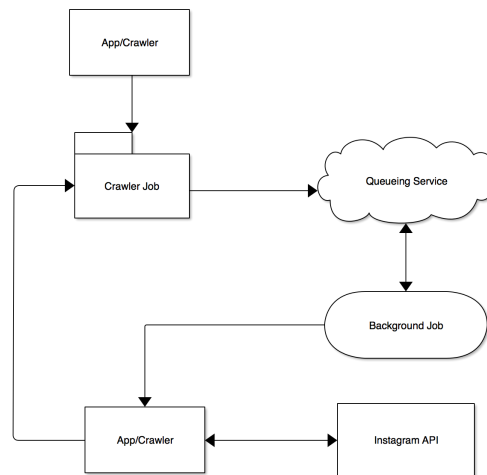 App/Crawler
Crawler Job
Queueing Service
Background Job
App/Crawler
Instagram API